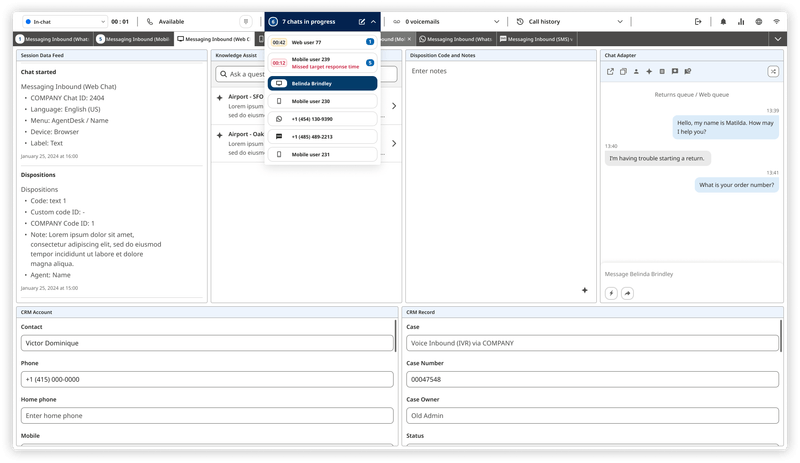 In-chat
00 : 01
Available
6
7 chats in progress
0 voicemails
Call history
1 Messaging Inbound (What
5 Messaging Inbound (Mobil
Messaging Inbound (Web C
Messaging Inbound (What
Messaging Inbound (SMS)
00:42 Web user 77 1
00:12 Mobile user 239 5
Missed target response time
Belinda Brindley
Mobile user 230
+1 (454) 130-9390
+1 (485) 489-2213
Mobile user 231
Session Data Feed
Chat started
Messaging Inbound (Web Chat)
• COMPANY Chat ID: 2404
• Language: English (US)
• Menu: AgentDesk / Name
• Device: Browser
• Label: Text
January 25, 2024 at 16:00
Dispositions
Dispositions
• Code: text 1
• Custom code ID: -
• COMPANY Code ID: 1
• Note: Lorem ipsum dolor sit amet,
consectetur adipiscing elit, sed do eiusmod
tempor incididunt ut labore et dolore
magna aliqua.
• Agent: Name
January 25, 2024 at 15:00
Knowledge Assist
Ask a quest
Airport - SFO
Lorem ipsum
sed do eiusm
Airport - Oak
Lorem ipsum
sed do eiusm
Disposition Code and Notes
Enter notes
Chat Adapter
Returns queue / Web queue
13:39
Hello, my name is Matilda. How may
I help you?
13:40
I'm having trouble starting a return.
13:41
What is your order number?
Message Belinda Brindley
CRM Account
Contact
Victor Dominique
Phone
+1 (415) 000-0000
Home phone
Enter home phone
Mobile
CRM Record
Case
Voice Inbound (IVR) via COMPANY
Case Number
00047548
Case Owner
Old Admin
Status